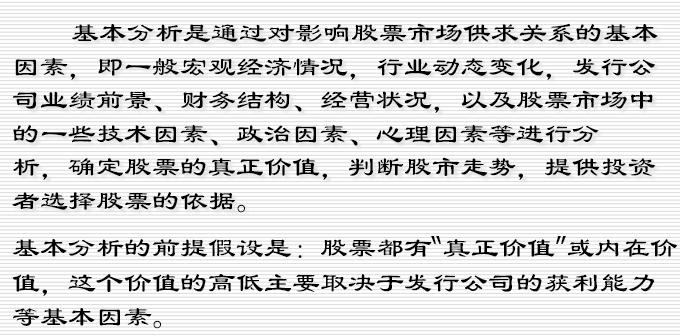 基本分析是通过对影响股票市场供求关系的基本
因素，即一般宏观经济情况，行业动态变化，发行公
司业绩前景、财务结构、经营状况，以及股票市场中
的一些技术因素、政治因素、心理因素等进行分
析，确定股票的真正价值，判断股市走势，提供投资
者选择股票的依据。
基本分析的前提假设是：股票都有“真正价值”或内在价
值，这个价值的高低主要取决于发行公司的获利能力
等基本因素。